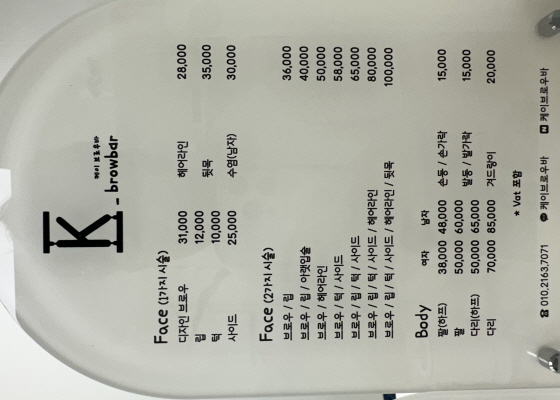 케이 브로우바
K_browbar
Face (1가지 시술)
디자인 브로우 31,000 헤어라인 28,000
립 12,000 뒷목 35,000
턱 10,000 수염(남자) 30,000
사이드 25,000
Face (2가지 시술)
브로우 / 립 36,000
브로우 / 립 / 아랫입술 40,000
브로우 / 헤어라인 50,000
브로우 / 턱 / 사이드 58,000
브로우 / 립 / 턱 / 사이드 65,000
브로우 / 립 / 턱 / 사이드 / 헤어라인 80,000
브로우 / 립 / 턱 / 사이드 / 헤어라인 / 뒷목 100,000
Body 여자 남자
팔(하프) 38,000 48,000 손등 / 손가락 15,000
팔 50,000 60,000 발등 / 발가락 15,000
다리(하프) 50,000 65,000 겨드랑이 20,000
다리 70,000 85,000
* Vat 포함
010.2163.7071 케이브로우바 케이브로우바